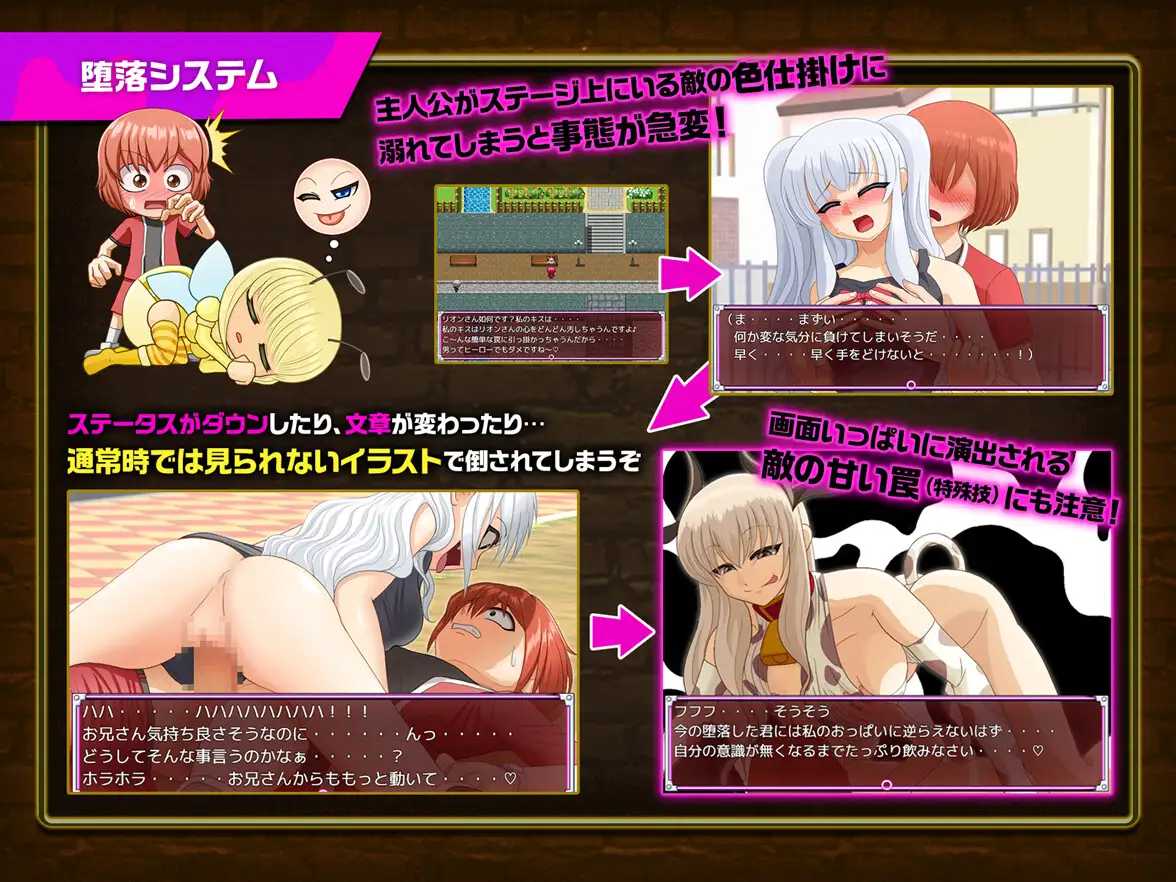 堕落システム
主人公がステージ上にいる敵の色仕掛けに
溺れてしまうと事態が急変！
リオンさん如何です？私のキスは・・・・
私のキスはリオンさんの心をどんどん汚しちゃうんですよ♪
こ～んな簡単な罠に引っ掛かっちゃうんだから・・・・
男ってヒーローでもダメですね～♡
（ま・・・・まずい・・・・・
何か変な気分に負けてしまいそうだ・・・・
早く・・・・早く手をどけないと・・・・・・・！）
ステータスがダウンしたり、文章が変わったり…
通常時では見られないイラストで倒されてしまうぞ
ハハ・・・・・ハハハハハハハハ！！！
お兄さん気持ち良さそうなのに・・・・・・んっ・・・・・
どうしてそんな事言うのかなぁ・・・・・？
ホラホラ・・・・・お兄さんからももっと動いて・・・・♡
画面いっぱいに演出される
敵の甘い罠（特殊技）にも注意！
フフフ・・・・そうそう
今の堕落した君には私のおっぱいに逆らえないはず・・・・
自分の意識が無くなるまでたっぷり飲みなさい・・・・♡